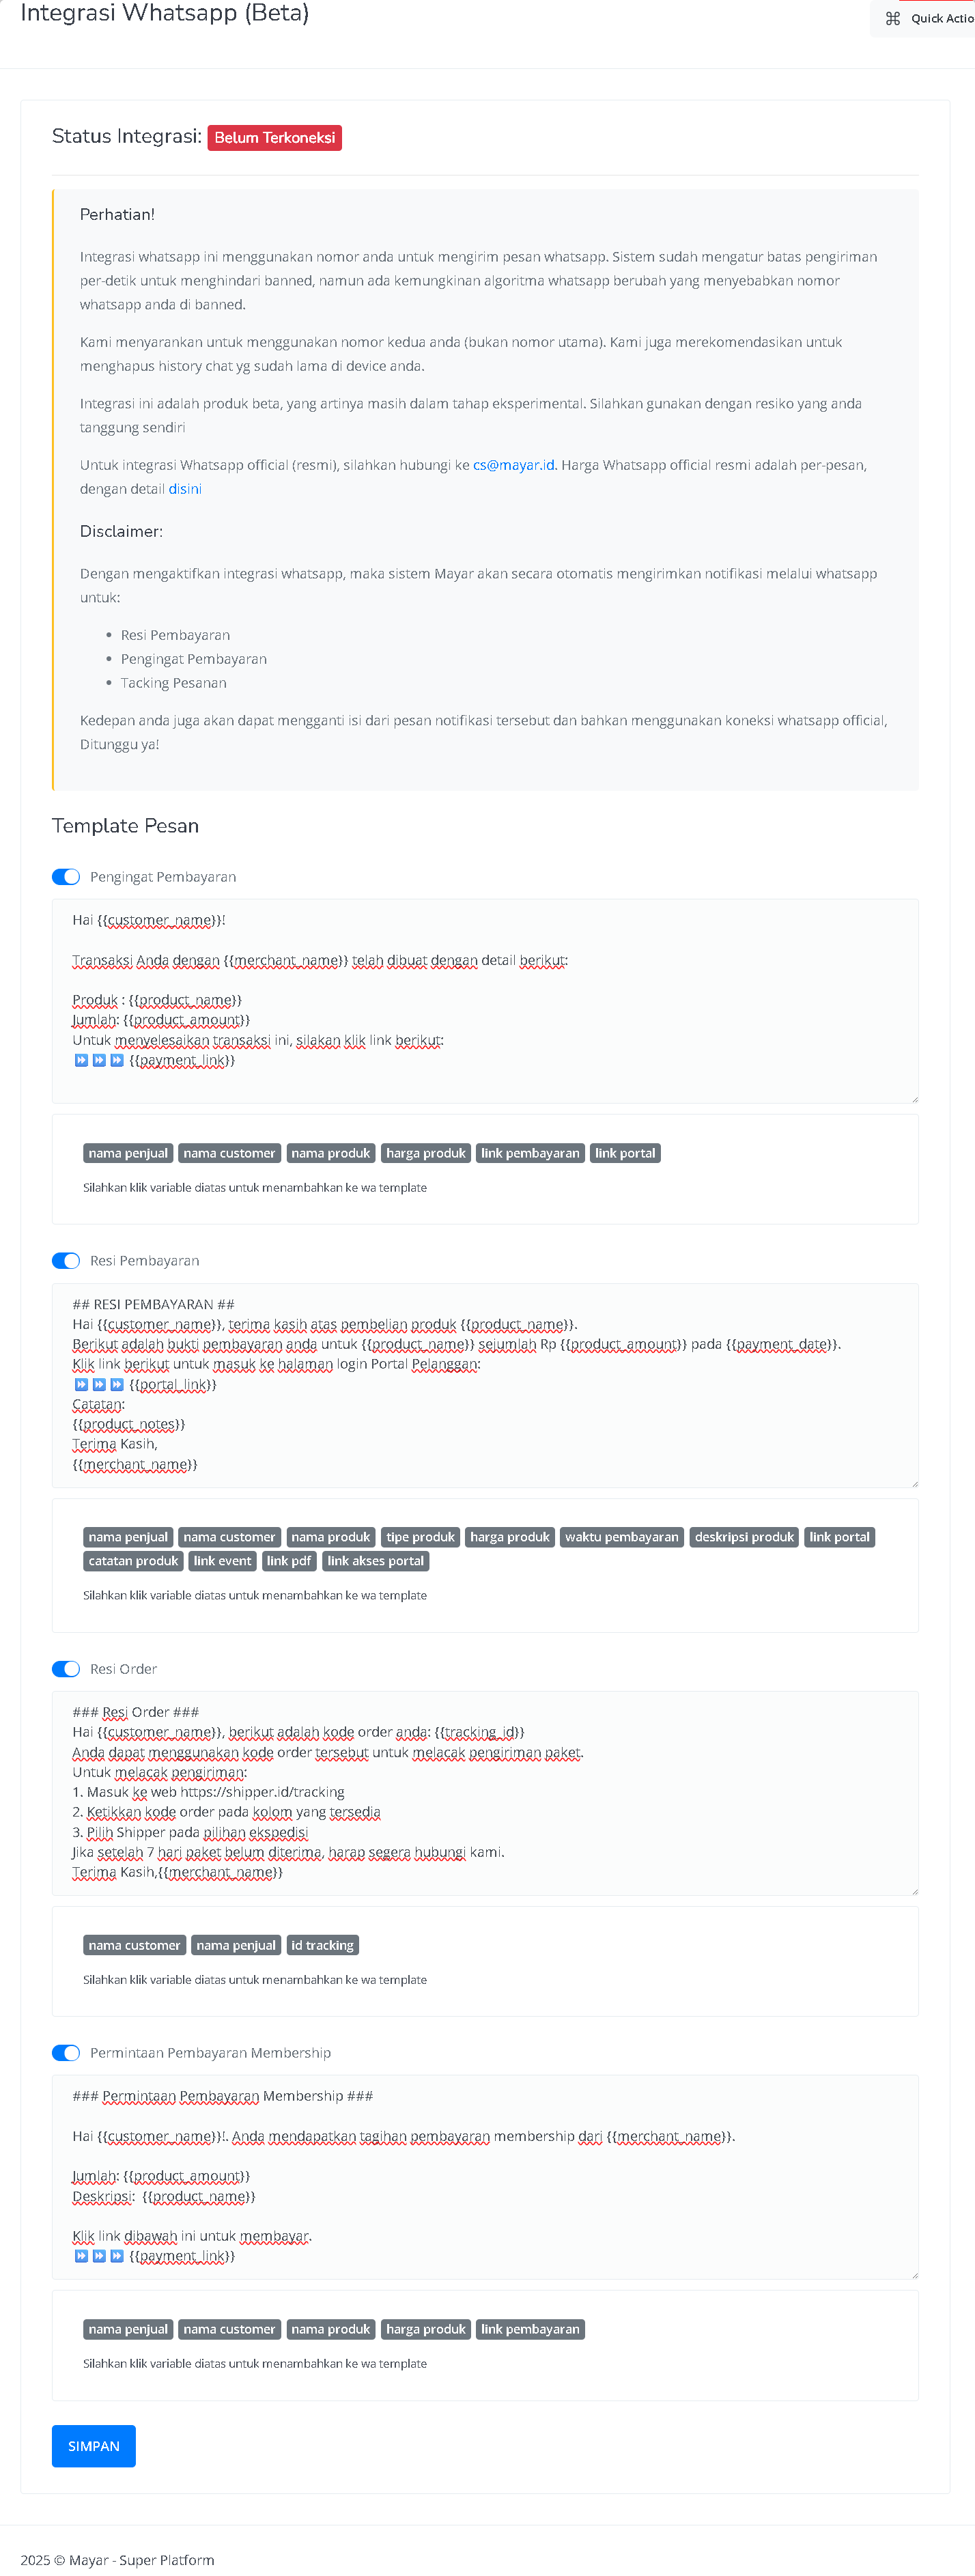 Integrasi Whatsapp (Beta)
⌘ Quick Actio
Status Integrasi: Belum Terkoneksi
Perhatian!
Integrasi whatsapp ini menggunakan nomor anda untuk mengirim pesan whatsapp. Sistem sudah mengatur batas pengiriman
per-detik untuk menghindari banned, namun ada kemungkinan algoritma whatsapp berubah yang menyebabkan nomor
whatsapp anda di banned.
Kami menyarankan untuk menggunakan nomor kedua anda (bukan nomor utama). Kami juga merekomendasikan untuk
menghapus history chat yg sudah lama di device anda.
Integrasi ini adalah produk beta, yang artinya masih dalam tahap eksperimental. Silahkan gunakan dengan resiko yang anda
tanggung sendiri
Untuk integrasi Whatsapp official (resmi), silahkan hubungi ke cs@mayar.id. Harga Whatsapp official resmi adalah per-pesan,
dengan detail disini
Disclaimer:
Dengan mengaktifkan integrasi whatsapp, maka sistem Mayar akan secara otomatis mengirimkan notifikasi melalui whatsapp
untuk:
• Resi Pembayaran
• Pengingat Pembayaran
• Tacking Pesanan
Kedepan anda juga akan dapat mengganti isi dari pesan notifikasi tersebut dan bahkan menggunakan koneksi whatsapp official,
Ditunggu ya!
Template Pesan
Pengingat Pembayaran
Hai {{customer_name}}!
Transaksi Anda dengan {{merchant_name}} telah dibuat dengan detail berikut:
Produk : {{product_name}}
Jumlah: {{product_amount}}
Untuk menyelesaikan transaksi ini, silakan klik link berikut:
⏩ ⏩ ⏩ {{payment_link}}
nama penjual nama customer nama produk harga produk link pembayaran link portal
Silahkan klik variable diatas untuk menambahkan ke wa template
Resi Pembayaran
## RESI PEMBAYARAN ##
Hai {{customer_name}}, terima kasih atas pembelian produk {{product_name}}.
Berikut adalah bukti pembayaran anda untuk {{product_name}} sejumlah Rp {{product_amount}} pada {{payment_date}}.
Klik link berikut untuk masuk ke halaman login Portal Pelanggan:
⏩ ⏩ ⏩ {{portal_link}}
Catatan:
{{product_notes}}
Terima Kasih,
{{merchant_name}}
nama penjual nama customer nama produk tipe produk harga produk waktu pembayaran deskripsi produk link portal
catatan produk link event link pdf link akses portal
Silahkan klik variable diatas untuk menambahkan ke wa template
Resi Order
### Resi Order ###
Hai {{customer_name}}, berikut adalah kode order anda: {{tracking_id}}
Anda dapat menggunakan kode order tersebut untuk melacak pengiriman paket.
Untuk melacak pengiriman:
1. Masuk ke web https://shipper.id/tracking
2. Ketikkan kode order pada kolom yang tersedia
3. Pilih Shipper pada pilihan ekspedisi
Jika setelah 7 hari paket belum diterima, harap segera hubungi kami.
Terima Kasih,{{merchant_name}}
nama customer nama penjual id tracking
Silahkan klik variable diatas untuk menambahkan ke wa template
Permintaan Pembayaran Membership
### Permintaan Pembayaran Membership ###
Hai {{customer_name}}!. Anda mendapatkan tagihan pembayaran membership dari {{merchant_name}}.
Jumlah: {{product_amount}}
Deskripsi:  {{product_name}}
Klik link dibawah ini untuk membayar.
⏩ ⏩ ⏩ {{payment_link}}
nama penjual nama customer nama produk harga produk link pembayaran
Silahkan klik variable diatas untuk menambahkan ke wa template
SIMPAN
2025 © Mayar - Super Platform